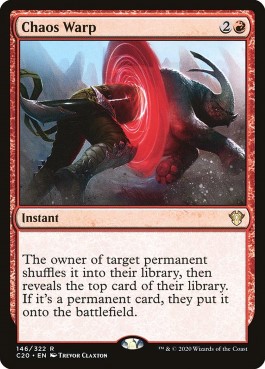 Chaos Warp 2
Instant
The owner of target permanent
shuffles it into their library, then
reveals the top card of their library.
If it's a permanent card, they put it
onto the battlefield.
146/322 R
C20 • EN TREVOR CLAXTON
™ & © 2020 Wizards of the Coast